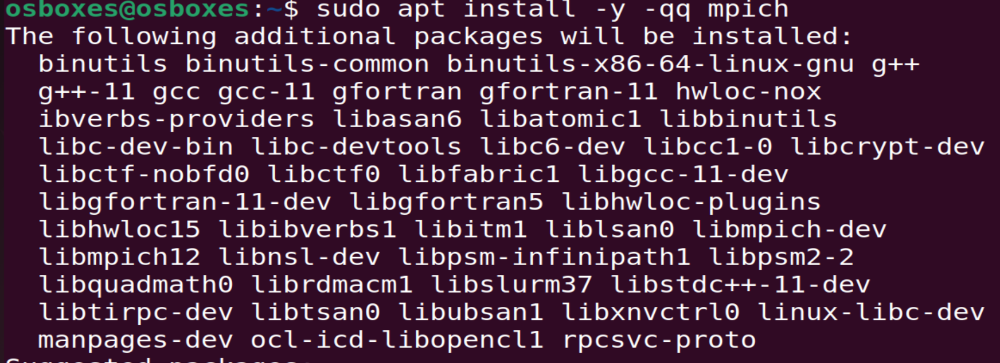 osboxes@osboxes:~$ sudo apt install -y -qq mpich
The following additional packages will be installed:
  binutils binutils-common binutils-x86-64-linux-gnu g++
  g++-11 gcc gcc-11 gfortran gfortran-11 hwloc-nox
  ibverbs-providers libasan6 libatomic1 libbinutils
  libc-dev-bin libc-devtools libc6-dev libcc1-0 libcrypt-dev
  libctf-nobfd0 libctf0 libfabric1 libgcc-11-dev
  libgfortran-11-dev libgfortran5 libhwloc-plugins
  libhwloc15 libibverbs1 libitm1 liblsan0 libmpich-dev
  libmpich12 libnsl-dev libpsm-infinipath1 libpsm2-2
  libquadmath0 librdmacm1 libslurm37 libstdc++-11-dev
  libtirpc-dev libtsan0 libubsan1 libxnvctrl0 linux-libc-dev
  manpages-dev ocl-icd-libopencl1 rpcsvc-proto
Suggested packages: